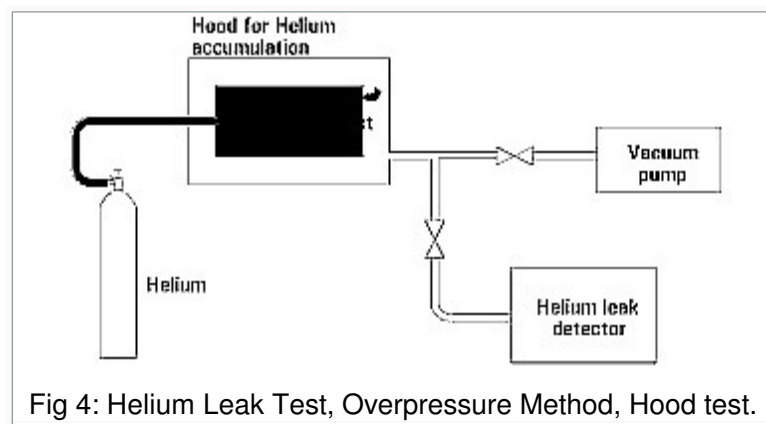 Hood for Helium
accumulation
Vacuum
pump
Helium
Helium leak
detector
Fig 4: Helium Leak Test, Overpressure Method, Hood test.